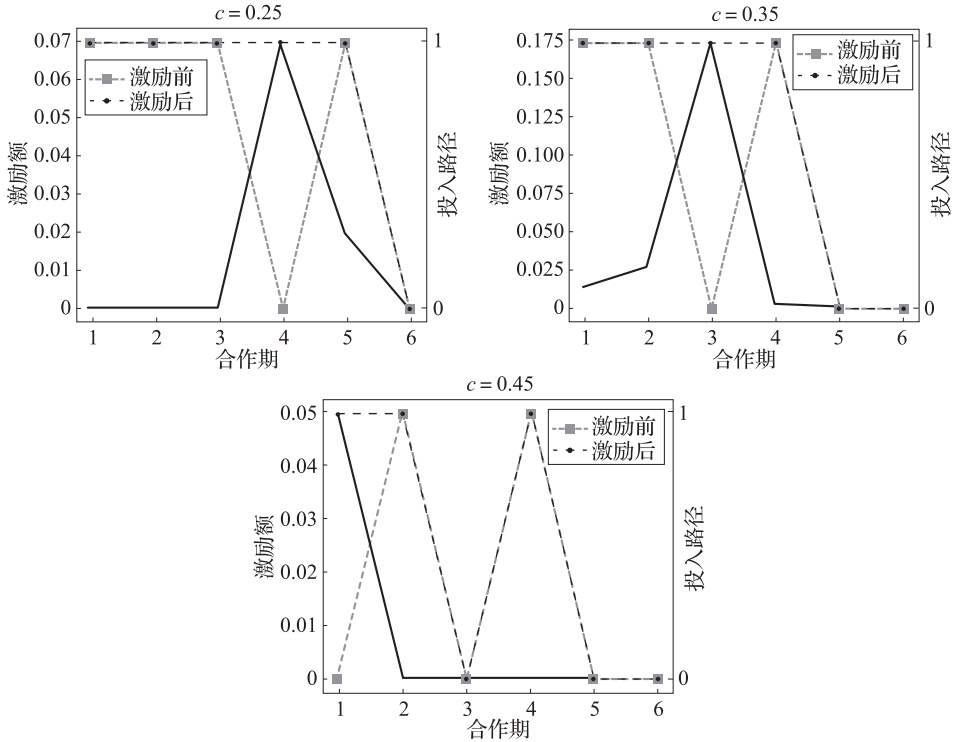 c = 0.25
0.07
0.06
0.05
0.04
0.03
0.02
0.01
0
激励额
激励前
激励后
1
0
投入路径
1 2 3 4 5 6
合作期
c = 0.35
0.175
0.150
0.125
0.100
0.075
0.050
0.025
0
激励额
激励前
激励后
1
0
投入路径
1 2 3 4 5 6
合作期
c = 0.45
0.05
0.04
0.03
0.02
0.01
0
激励额
激励前
激励后
1
0
投入路径
1 2 3 4 5 6
合作期